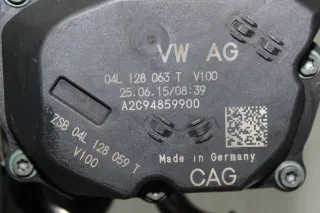 VW AG
04L 128 063 T V100
25.06.15/08:39
A2C94859900
ZSB 04L 128 059 T
V100
Made in Germany
CAG